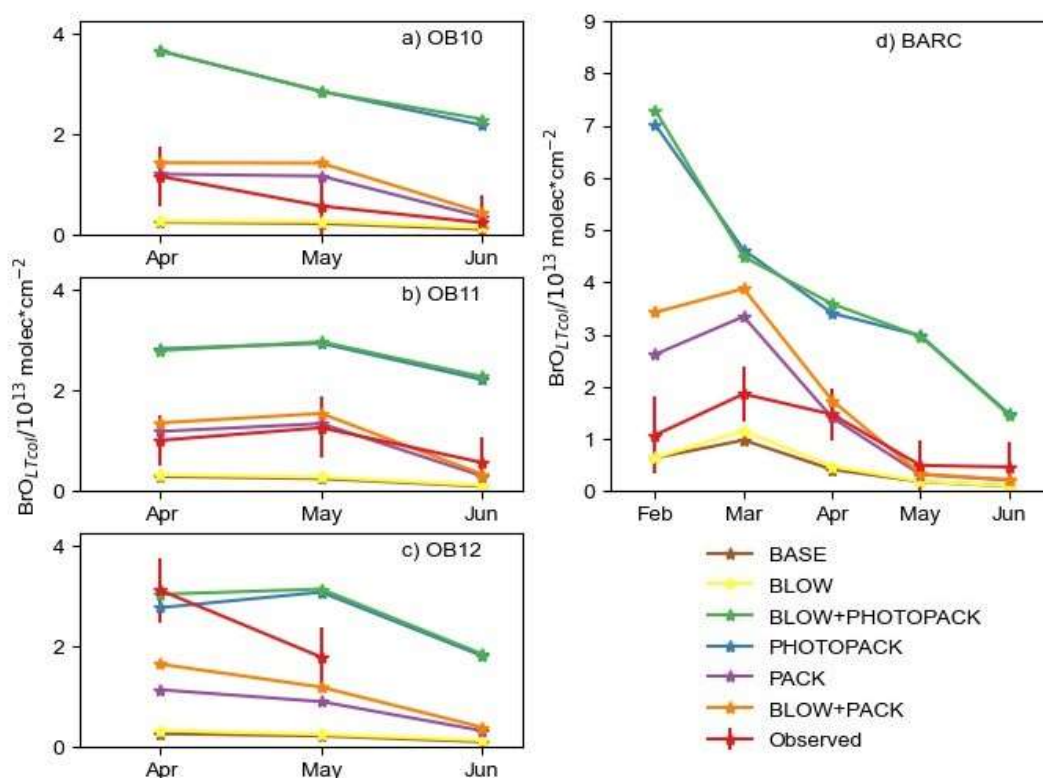 a) OB10
4
2
0
Apr May Jun
b) OB11
4
2
0
Apr May Jun
c) OB12
4
2
0
Apr May Jun
BrO_{LTcol}/10^{13} molec*cm^{-2}
d) BARC
9
8
7
6
5
4
3
2
1
0
Feb Mar Apr May Jun
BrO_{LTcol}/10^{13} molec*cm^{-2}
BASE
BLOW
BLOW+PHOTOPACK
PHOTOPACK
PACK
BLOW+PACK
Observed